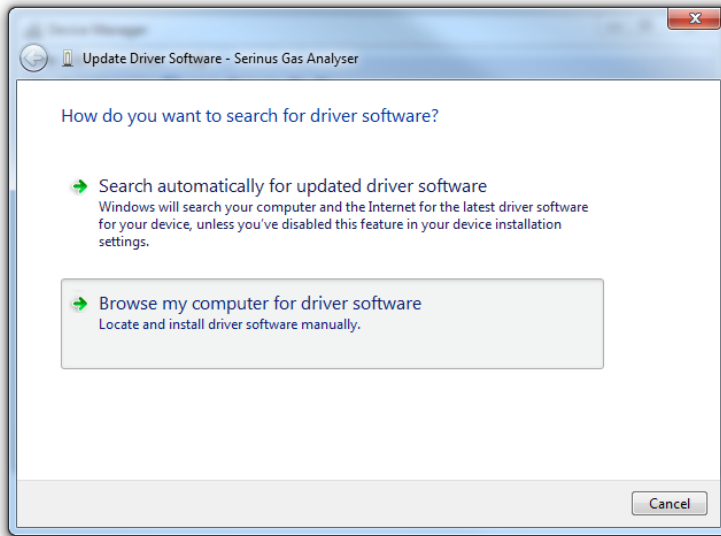 Device Manager
Update Driver Software - Serinus Gas Analyser
How do you want to search for driver software?
Search automatically for updated driver software
Windows will search your computer and the Internet for the latest driver software
for your device, unless you've disabled this feature in your device installation
settings.
Browse my computer for driver software
Locate and install driver software manually.
Cancel